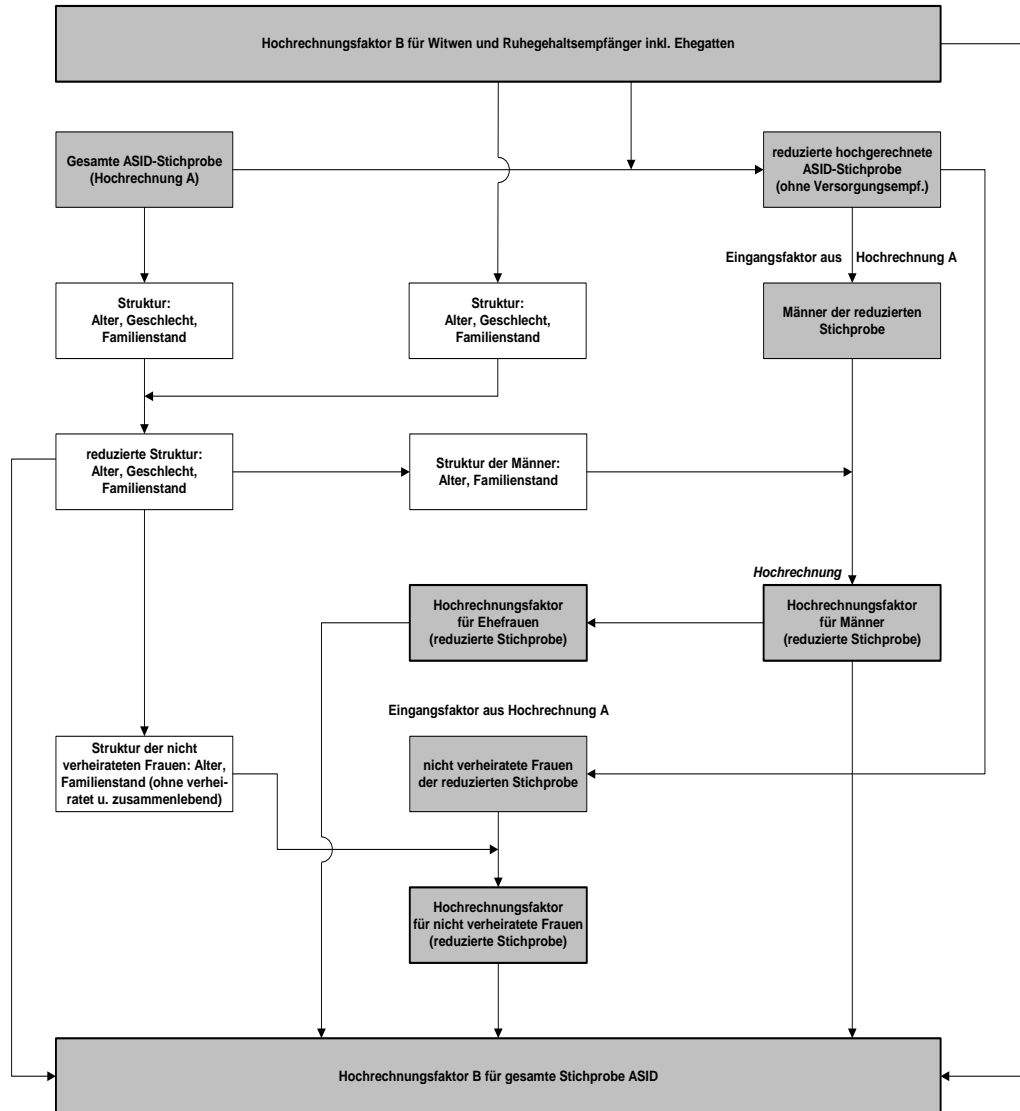 Hochrechnungsfaktor B für Witwen und Ruhegehaltsempfänger inkl. Ehegatten
Gesamte ASID-Stichprobe
(Hochrechnung A)
reduzierte hochgerechnete
ASID-Stichprobe
(ohne Versorgungsempf.)
Eingangsfaktor aus Hochrechnung A
Struktur:
Alter, Geschlecht,
Familienstand
Struktur:
Alter, Geschlecht,
Familienstand
Männer der reduzierten
Stichprobe
reduzierte Struktur:
Alter, Geschlecht,
Familienstand
Struktur der Männer:
Alter, Familienstand
Hochrechnung
Hochrechnungsfaktor
für Ehefrauen
(reduzierte Stichprobe)
Hochrechnungsfaktor
für Männer
(reduzierte Stichprobe)
Eingangsfaktor aus Hochrechnung A
Struktur der nicht
verheirateten Frauen: Alter,
Familienstand (ohne verhei-
ratet u. zusammenlebend)
nicht verheiratete Frauen
der reduzierten Stichprobe
Hochrechnungsfaktor
für nicht verheiratete Frauen
(reduzierte Stichprobe)
Hochrechnungsfaktor B für gesamte Stichprobe ASID